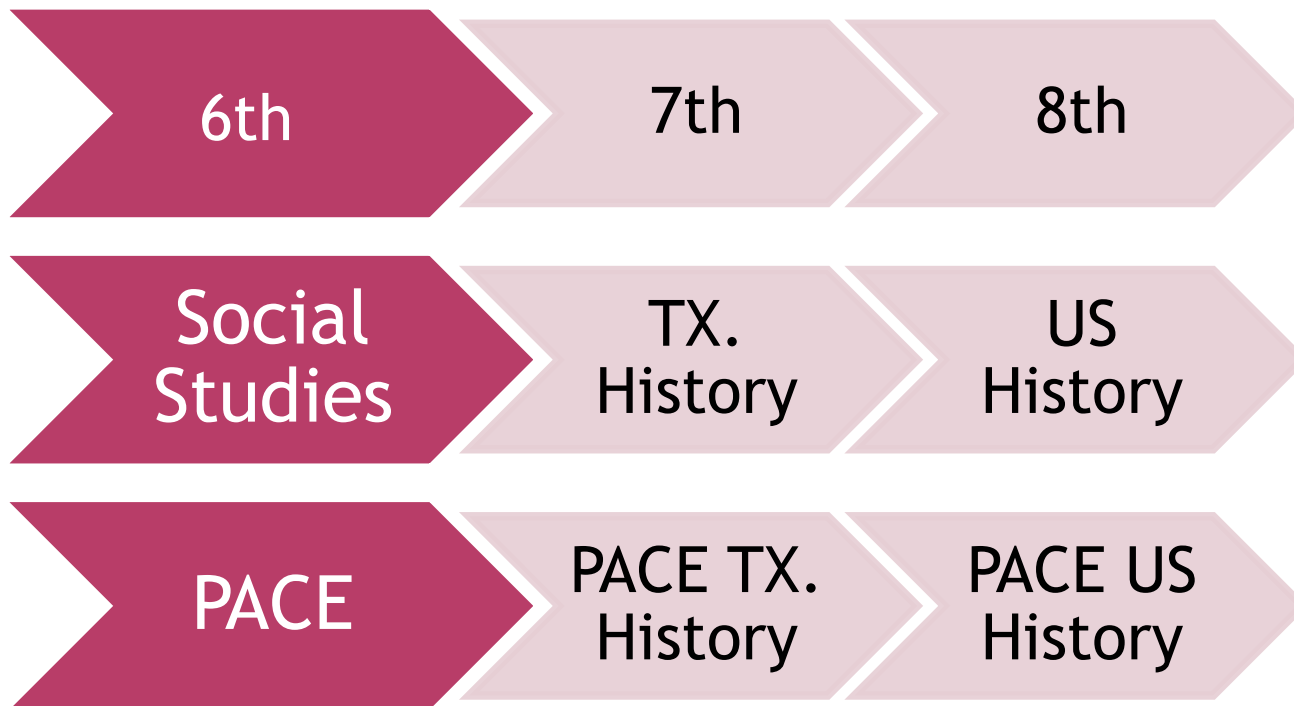 6th
7th
8th
Social
Studies
TX.
History
US
History
PACE
PACE TX.
History
PACE US
History